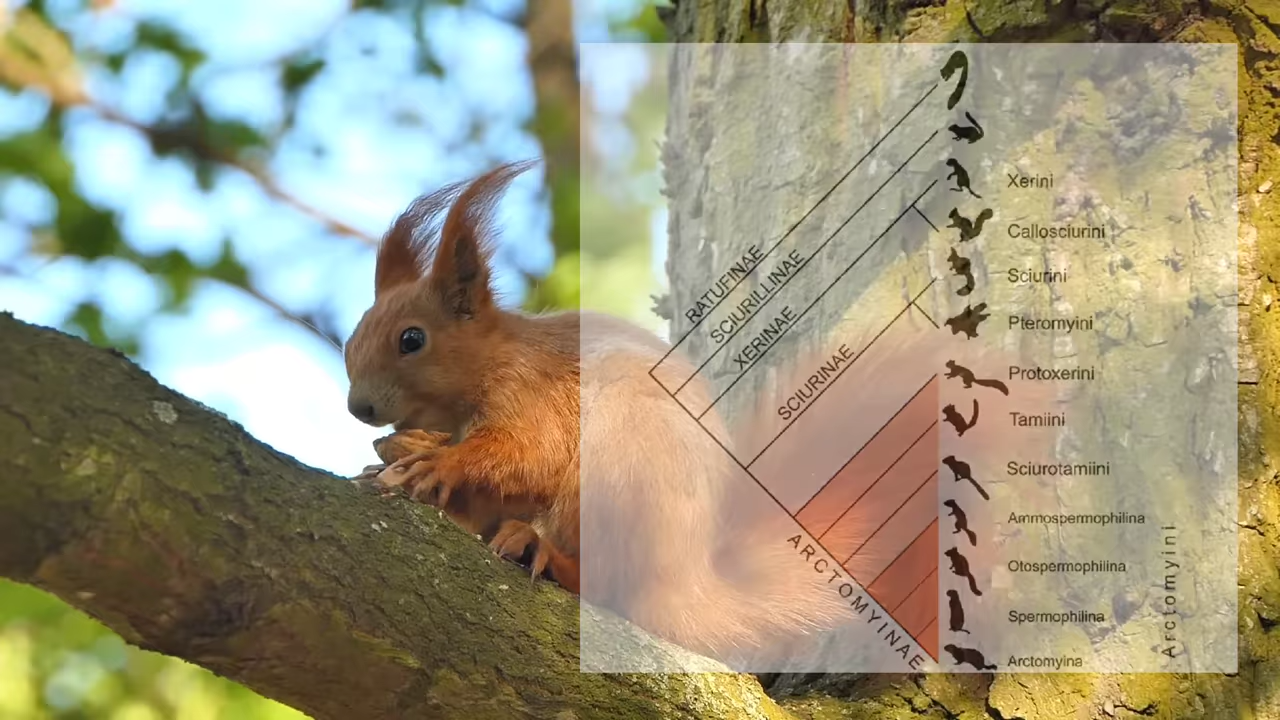 RATUFINAE
SCIURILLINAE
XERINAE
SCIURINAE
ARCTOMYINAE
Xerini
Callosciurini
Sciurini
Pteromyini
Protoxerini
Tamiini
Sciurotamiini
Ammospermophilina
Otospermophilina
Spermophilina
Arctomyina
Arctomyini